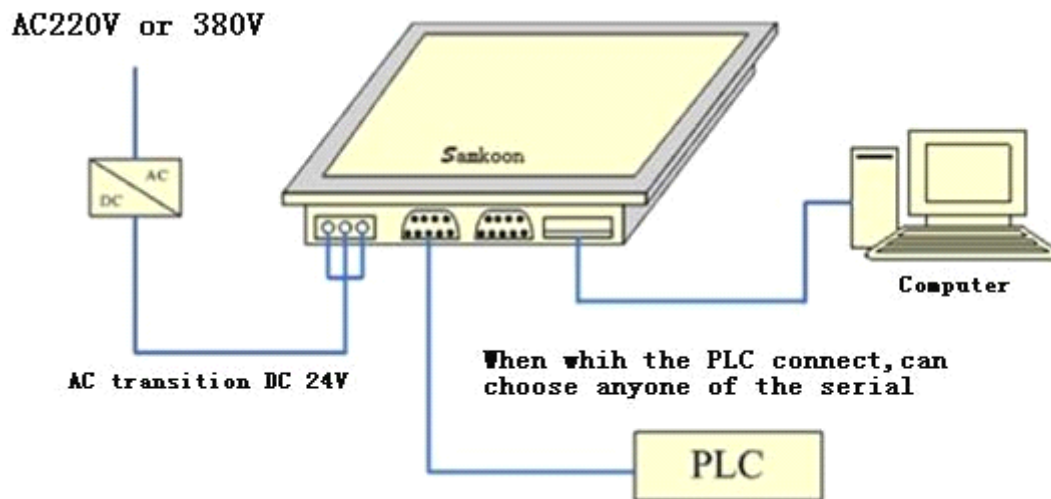 AC220V or 380V
AC
DC
Samkoon
Computer
AC transition DC 24V
When whih the PLC connect,can
choose anyone of the serial
PLC